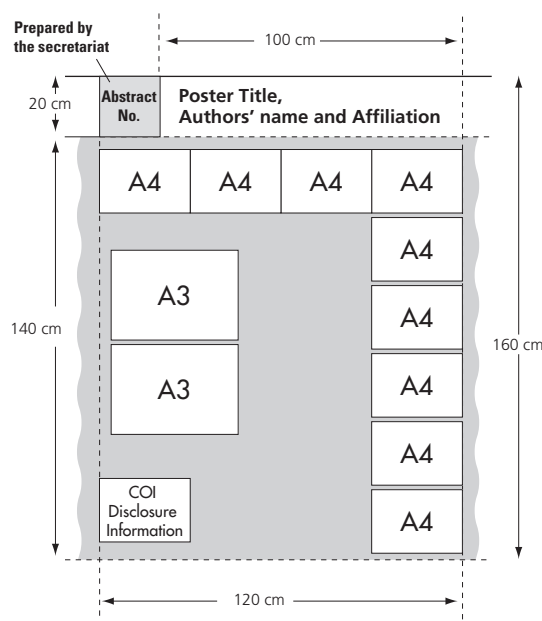 Prepared by
the secretariat
100 cm
20 cm
Abstract
No.
Poster Title,
Authors’ name and Affiliation
A4
A4
A4
A4
A4
A3
A4
140 cm
160 cm
A3
A4
A4
COI
Disclosure
Information
A4
120 cm